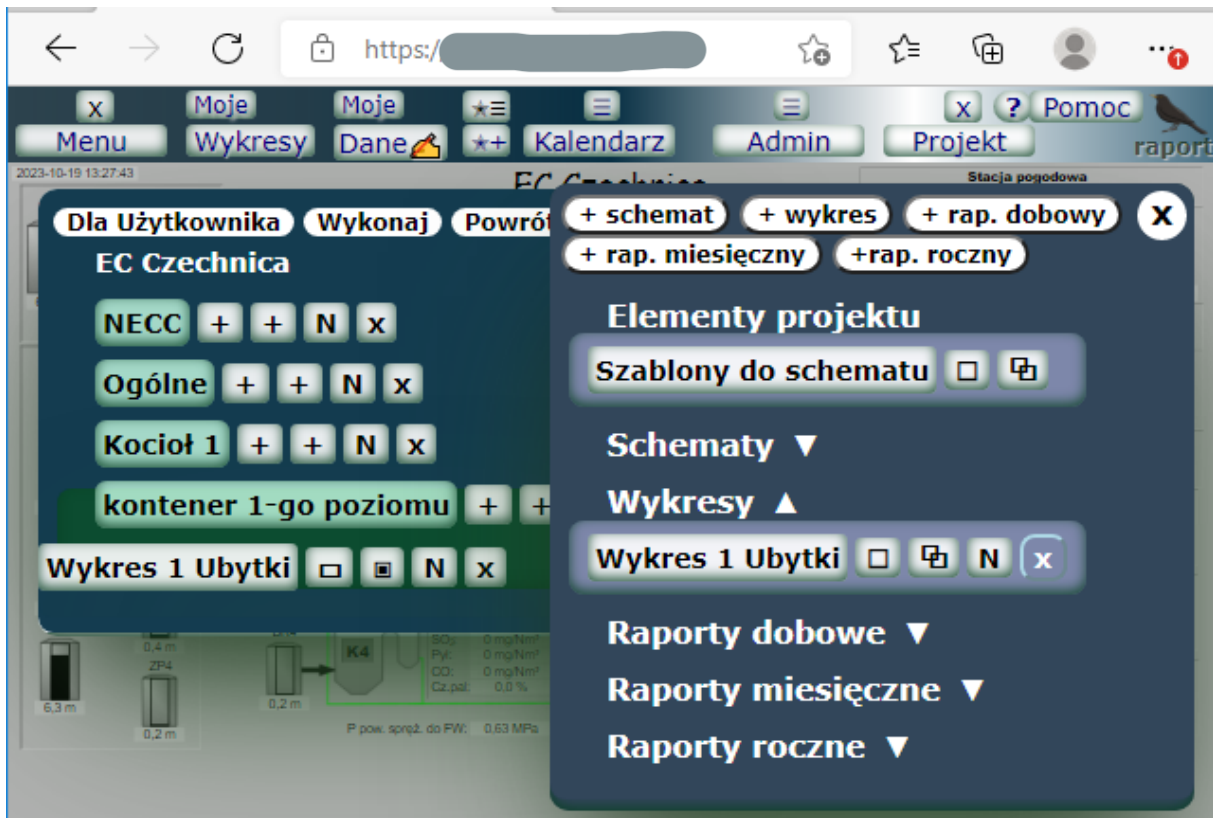 https:/
x Moje Moje ★≡ ≡ ≡ x ? Pomoc
Menu Wykresy Dane ★+ Kalendarz Admin Projekt raport
2023-10-19 13:27.43
EC Czechnica
Stacja pogodowa
Dla Użytkownika Wykonaj Powrót
EC Czechnica
NECC + + N x
Ogólne + + N x
Kocioł 1 + + N x
kontener 1-go poziomu + +
Wykres 1 Ubytki N x
+ schemat + wykres + rap. dobowy x
+ rap. miesięczny +rap. roczny
Elementy projektu
Szablony do schematu
Schematy ▼
Wykresy ▲
Wykres 1 Ubytki N x
Raporty dobowe ▼
Raporty miesięczne ▼
Raporty roczne ▼
0,4 m
ZP4
6,3 m
0,2 m
0,2 m
K4
SO₂: 0 mg/Nm³
Pył: 0 mg/Nm³
CO: 0 mg/Nm³
Cz.pal: 0,0 %
P pow. spręż. do FW: 0,63 MPa